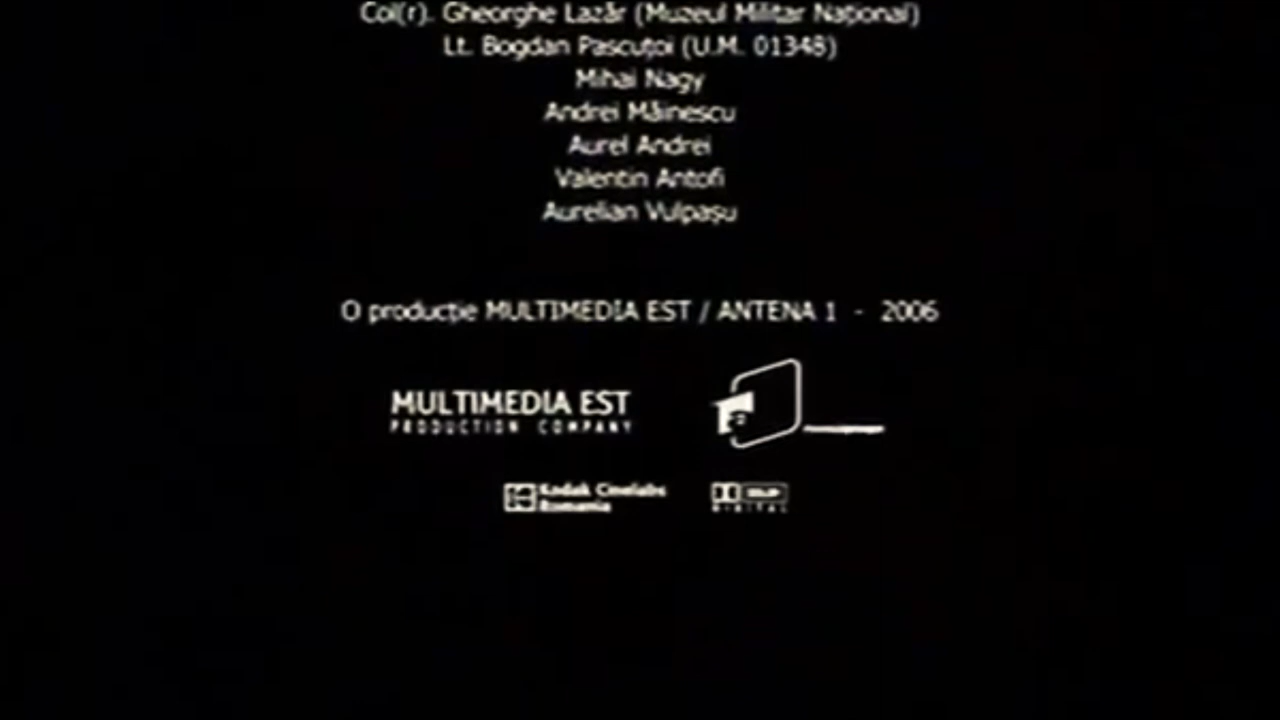 Col(r). Gheorghe Lazăr (Muzeul Militar Național)
Lt. Bogdan Pascuțoi (U.M. 01348)
Mihai Nagy
Andrei Măinescu
Aurel Andrei
Valentin Antofi
Aurelian Vulpașu
O producție MULTIMEDIA EST / ANTENA 1 - 2006
MULTIMEDIA EST
PRODUCTION COMPANY
Kodak Cinelabs
Romania
DIGITAL